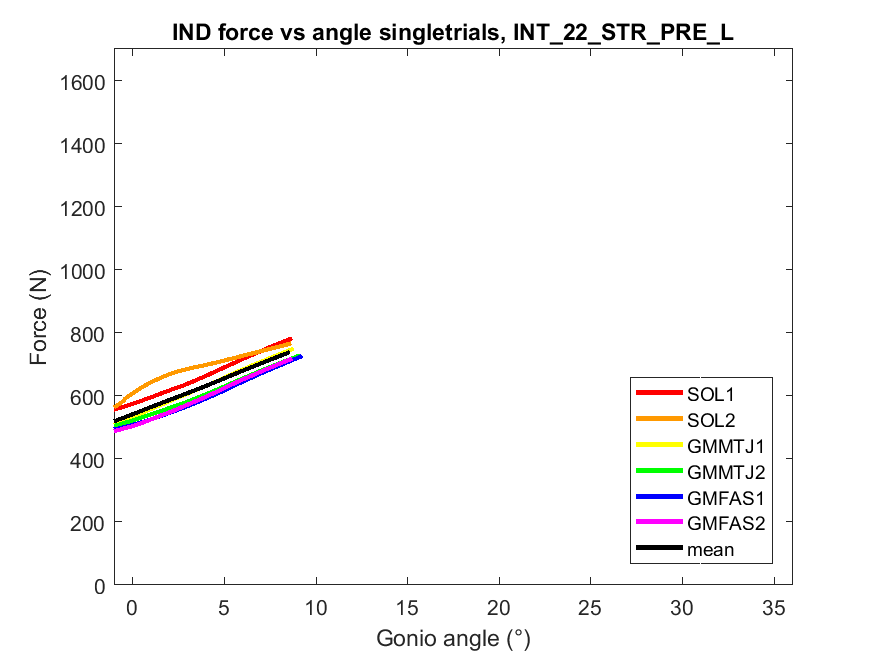 IND force vs angle singletrials, INT_22_STR_PRE_L
1600
1400
1200
1000
800
600
400
200
0
Force (N)
0 5 10 15 20 25 30 35
Gonio angle (°)
SOL1
SOL2
GMMTJ1
GMMTJ2
GMFAS1
GMFAS2
mean